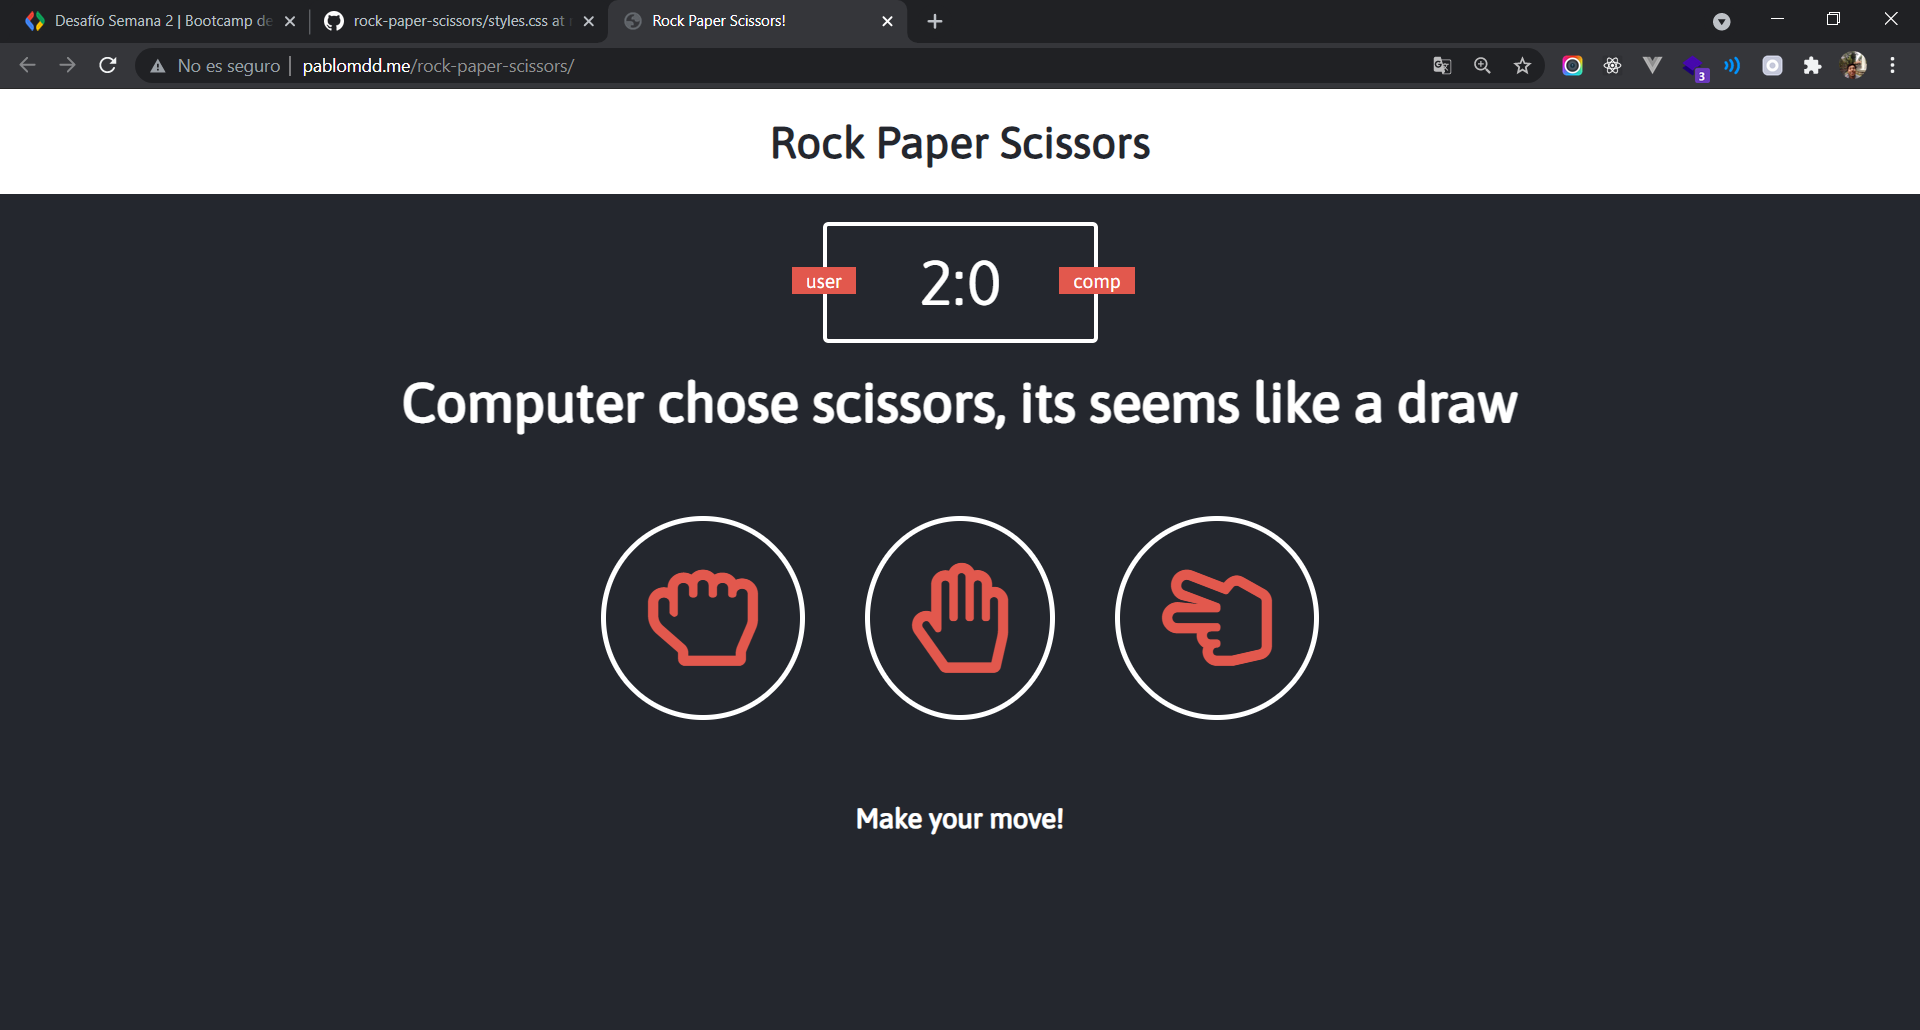 Desafío Semana 2 | Bootcamp de
rock-paper-scissors/styles.css at
Rock Paper Scissors!
No es seguro | pablomdd.me/rock-paper-scissors/
3
Rock Paper Scissors
user 2:0 comp
Computer chose scissors, its seems like a draw
Make your move!